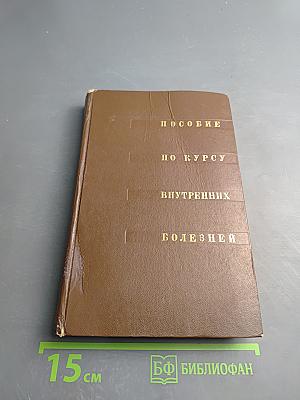 ПОСОБИЕ
ПО КУРСУ
ВНУТРЕННИХ
БОЛЕЗНЕЙ
15 см
БФ БИБЛИОФАН